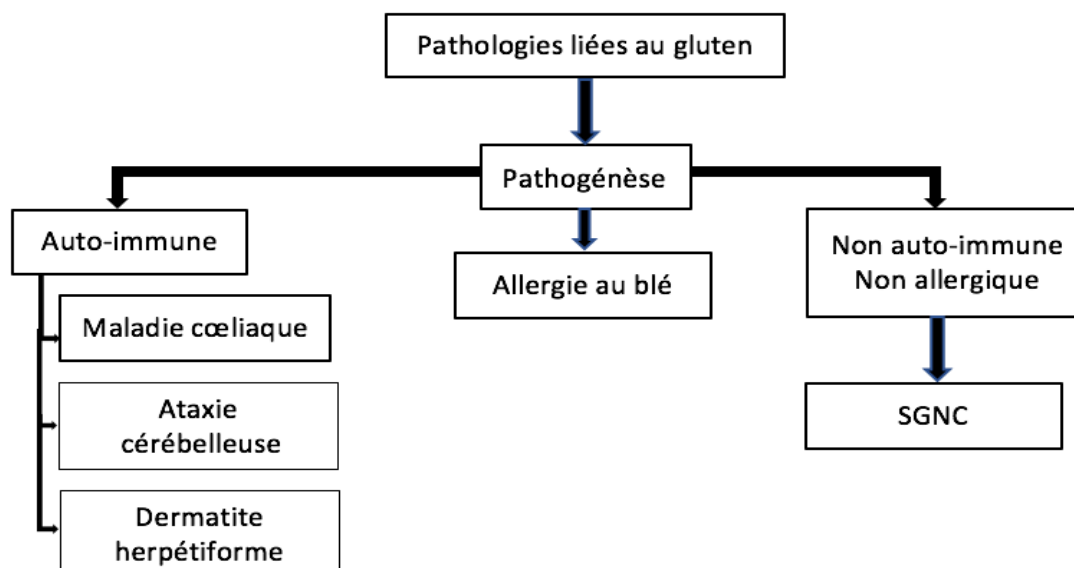 Pathologies liées au gluten
Pathogénèse
Auto-immune
Allergie au blé
Non auto-immune
Non allergique
Maladie cœliaque
SGNC
Ataxie
cérébelleuse
Dermatite
herpétiforme